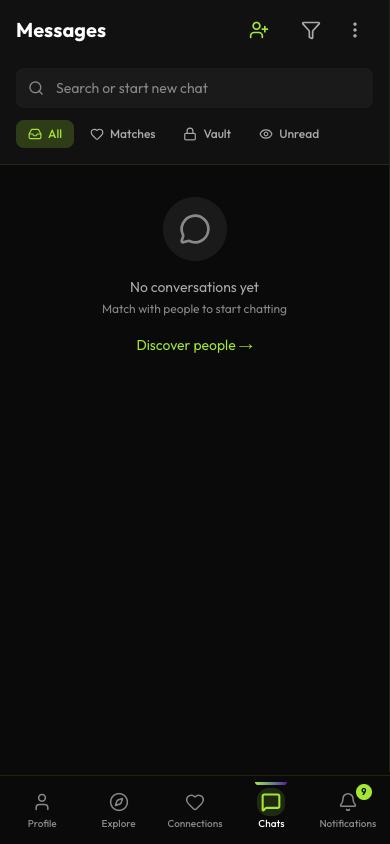 Messages
Search or start new chat
All Matches Vault Unread
No conversations yet
Match with people to start chatting
Discover people →
9
Profile Explore Connections Chats Notifications